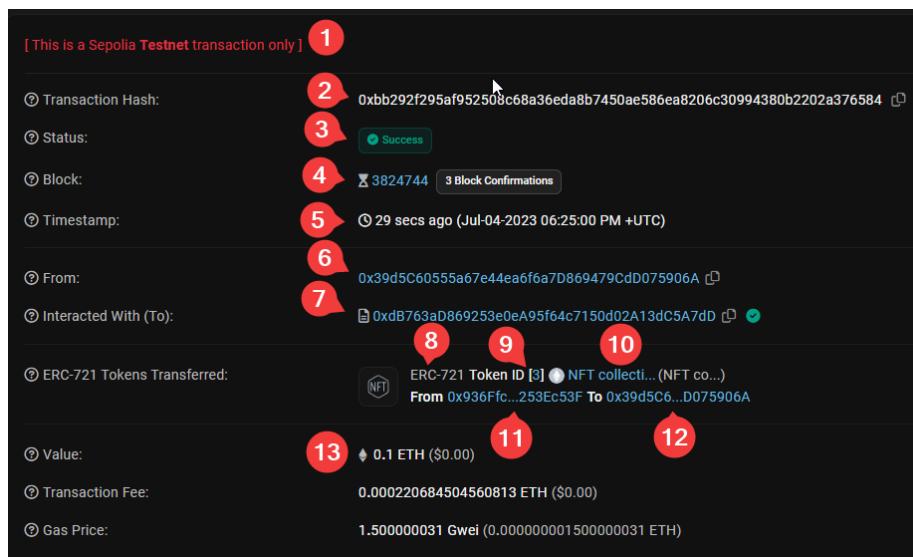 [ This is a Sepolia Testnet transaction only ] 1
Transaction Hash: 2 0xbb292f295af952508c68a36eda8b7450ae586ea8206c30994380b2202a376584
Status: 3 Success
Block: 4 3824744 3 Block Confirmations
Timestamp: 5 29 secs ago (Jul-04-2023 06:25:00 PM +UTC)
From: 6 0x39d5C60555a67e44ea6f6a7D869479CdD075906A
Interacted With (To): 7 0xdB763aD869253e0eA95f64c7150d02A13dC5A7dD
8 9 10
ERC-721 Tokens Transferred: NFT ERC-721 Token ID [3] NFT collecti... (NFT co...)
From 0x936Ffc...253Ec53F To 0x39d5C6...D075906A
11 12
Value: 13 0.1 ETH ($0.00)
Transaction Fee: 0.000220684504560813 ETH ($0.00)
Gas Price: 1.500000031 Gwei (0.000000001500000031 ETH)